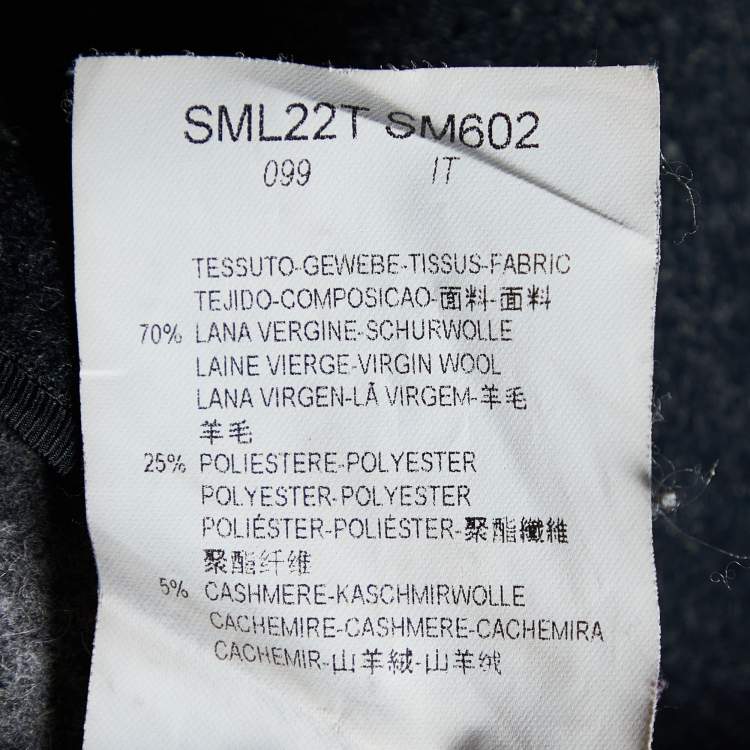 SML22T SM602
099 IT
TESSUTO-GEWEBE-TISSUS-FABRIC
TEJIDO-COMPOSICAO-面料-面料
70% LANA VERGINE-SCHURWOLLE
LAINE VIERGE-VIRGIN WOOL
LANA VIRGEN-LÃ VIRGEM-羊毛
羊毛
25% POLIESTERE-POLYESTER
POLYESTER-POLYESTER
POLIÉSTER-POLIÉSTER-聚酯纖維
聚酯纤维
5% CASHMERE-KASCHMIRWOLLE
CACHEMIRE-CASHMERE-CACHEMIRA
CACHEMIR-山羊絨-山羊绒